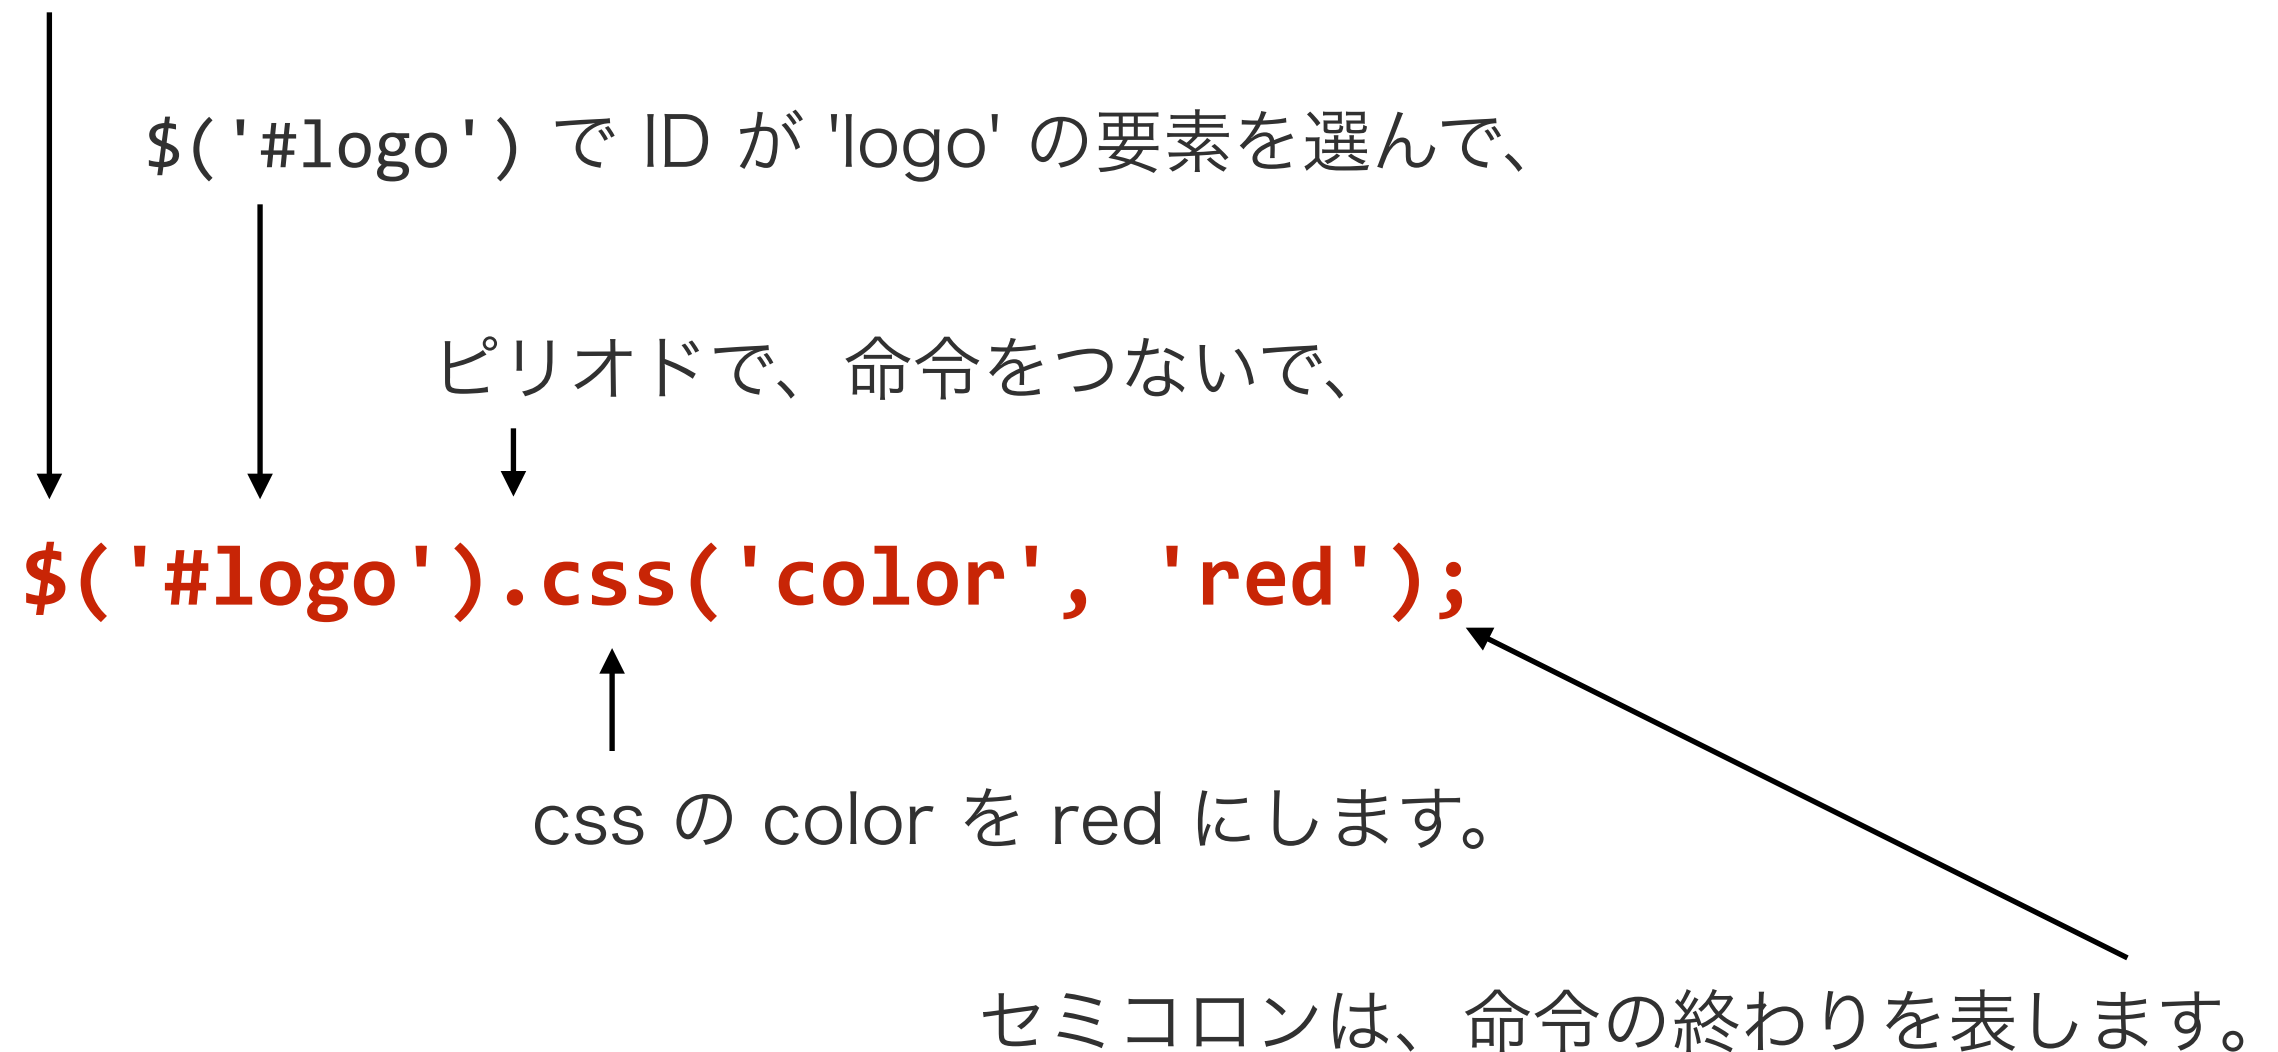 $('#logo') で ID が 'logo' の要素を選んで、
ピリオドで、命令をつないで、
$('#logo').css('color', 'red');
css の color を red にします。
セミコロンは、命令の終わりを表します。